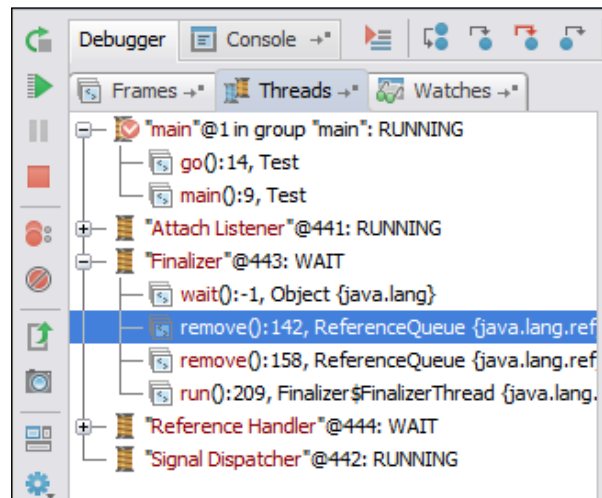 Debugger Console
Frames Threads Watches
"main"@1 in group "main": RUNNING
go():14, Test
main():9, Test
"Attach Listener"@441: RUNNING
"Finalizer"@443: WAIT
wait():-1, Object {java.lang}
remove():142, ReferenceQueue {java.lang.ref
remove():158, ReferenceQueue {java.lang.ref
run():209, Finalizer$FinalizerThread {java.lang.
"Reference Handler"@444: WAIT
"Signal Dispatcher"@442: RUNNING